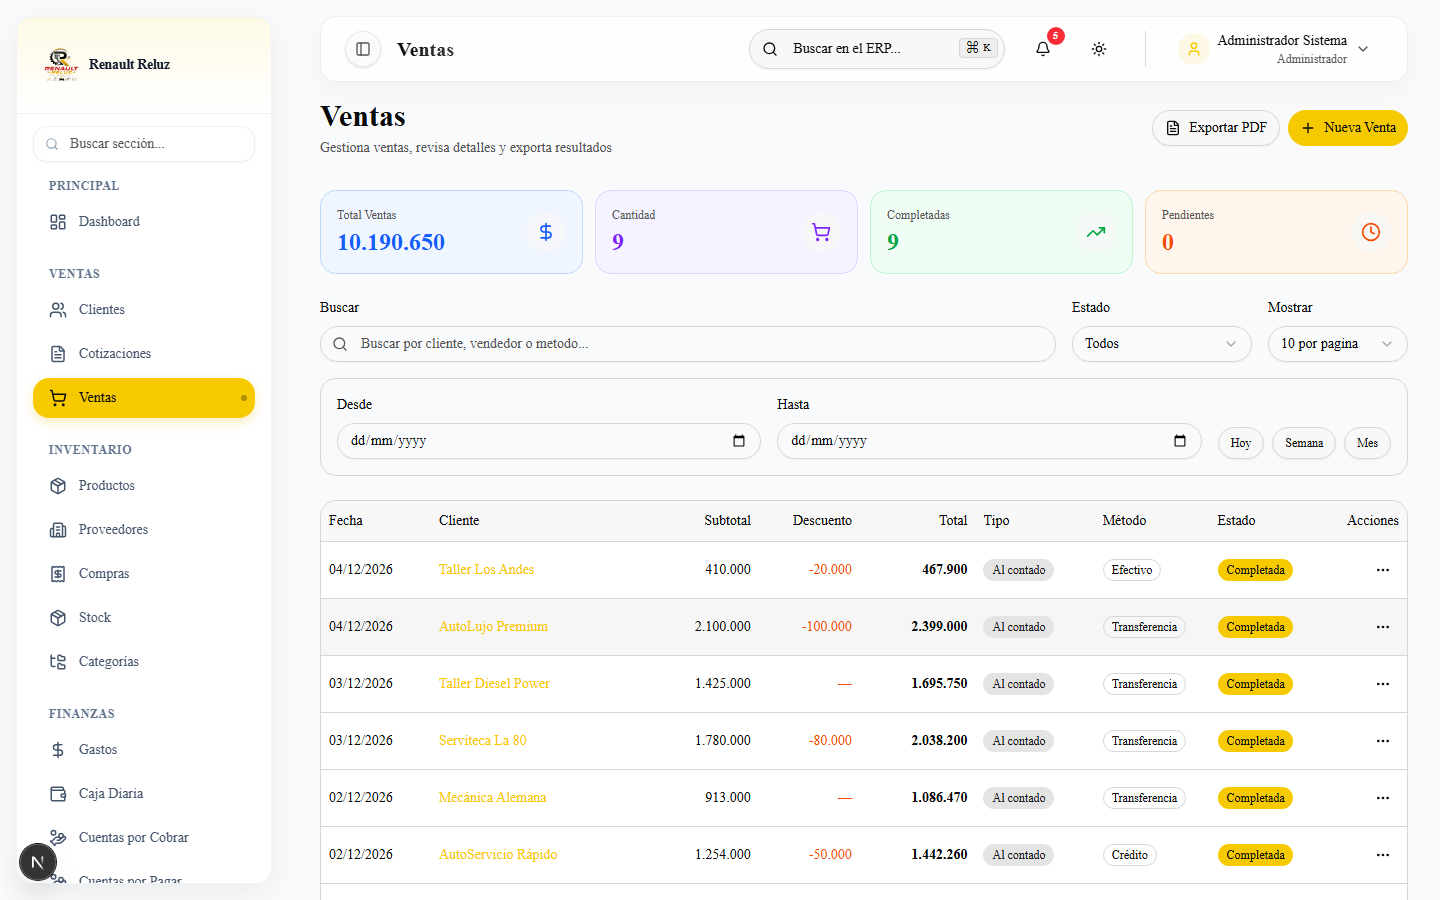 Renault Reluz
Buscar sección...
PRINCIPAL
Dashboard
VENTAS
Clientes
Cotizaciones
Ventas
INVENTARIO
Productos
Proveedores
Compras
Stock
Categorías
FINANZAS
Gastos
Caja Diaria
Cuentas por Cobrar
Cuentas por Pagar
N
Ventas
Buscar en el ERP...
⌘ K
5
Administrador Sistema
Administrador
Ventas
Gestiona ventas, revisa detalles y exporta resultados
Exportar PDF
Nueva Venta
Total Ventas
10.190.650
Cantidad
9
Completadas
9
Pendientes
0
Buscar
Estado
Mostrar
Buscar por cliente, vendedor o metodo...
Todos
10 por pagina
Desde
Hasta
dd/mm/yyyy
dd/mm/yyyy
Hoy
Semana
Mes
Fecha Cliente Subtotal Descuento Total Tipo Método Estado Acciones
04/12/2026 Taller Los Andes 410.000 -20.000 467.900 Al contado Efectivo Completada ...
04/12/2026 AutoLujo Premium 2.100.000 -100.000 2.399.000 Al contado Transferencia Completada ...
03/12/2026 Taller Diesel Power 1.425.000 — 1.695.750 Al contado Transferencia Completada ...
03/12/2026 Serviteca La 80 1.780.000 -80.000 2.038.200 Al contado Transferencia Completada ...
02/12/2026 Mecánica Alemana 913.000 — 1.086.470 Al contado Transferencia Completada ...
02/12/2026 AutoServicio Rápido 1.254.000 -50.000 1.442.260 Al contado Crédito Completada ...